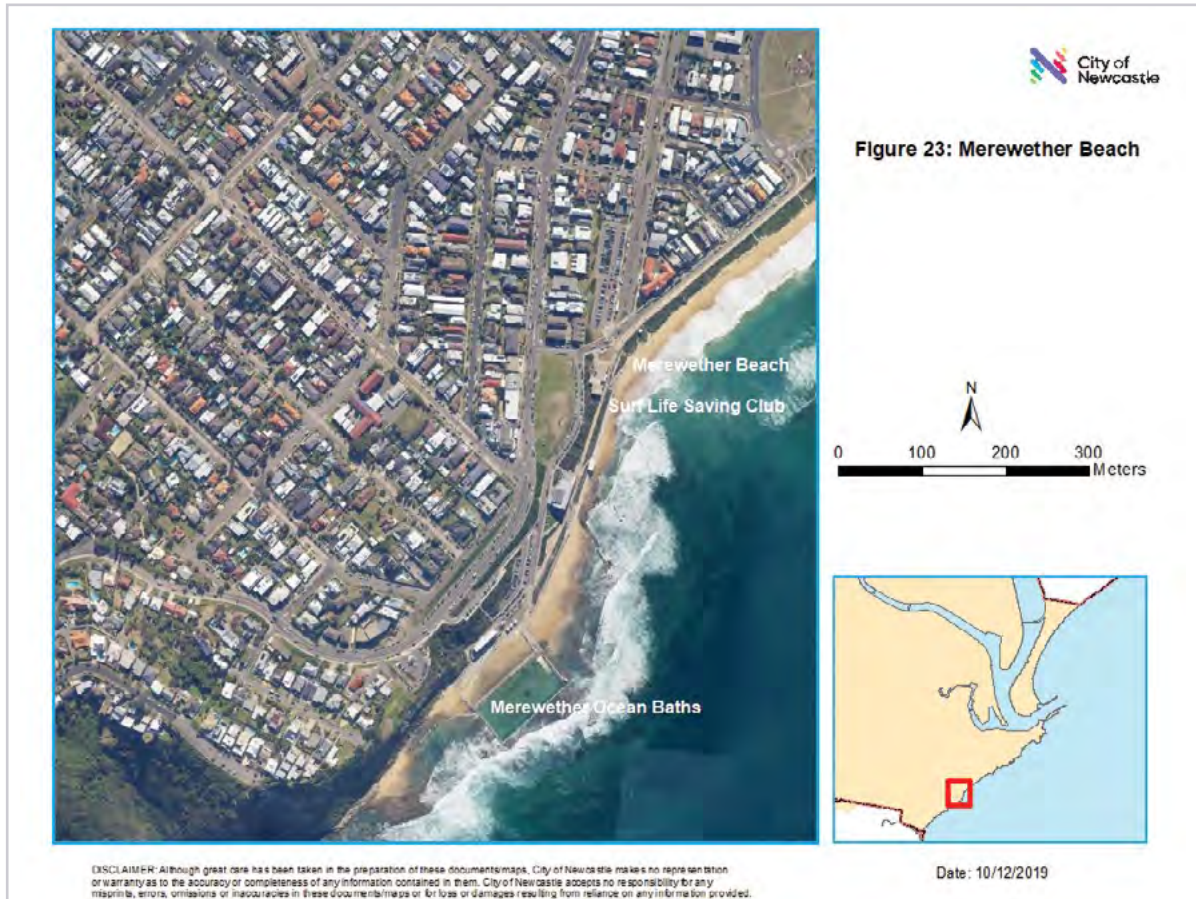 City of
Newcastle
Figure 23: Merewether Beach
Merewether Beach
Surf Life Saving Club
N
0 100 200 300
Meters
Merewether Ocean Baths
DISCLAIMER: Although great care has been taken in the preparation of these documents/maps, City of Newcastle makes no representation
or warranty as to the accuracy or completeness of any information contained in them. City of Newcastle accepts no responsibility for any
misprints, errors, omissions or inaccuracies in these documents/maps or for loss or damages resulting from reliance on any information provided.
Date: 10/12/2019